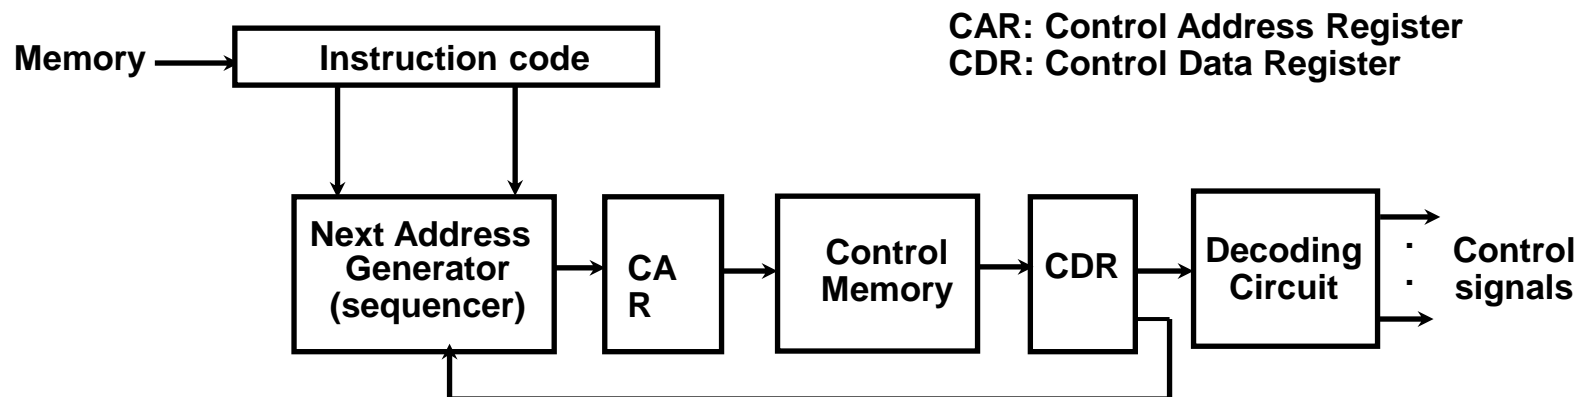 CAR: Control Address Register
CDR: Control Data Register
Memory
Instruction code
Next Address
Generator
(sequencer)
CA
R
Control
Memory
CDR
Decoding
Circuit
.
.
Control
signals